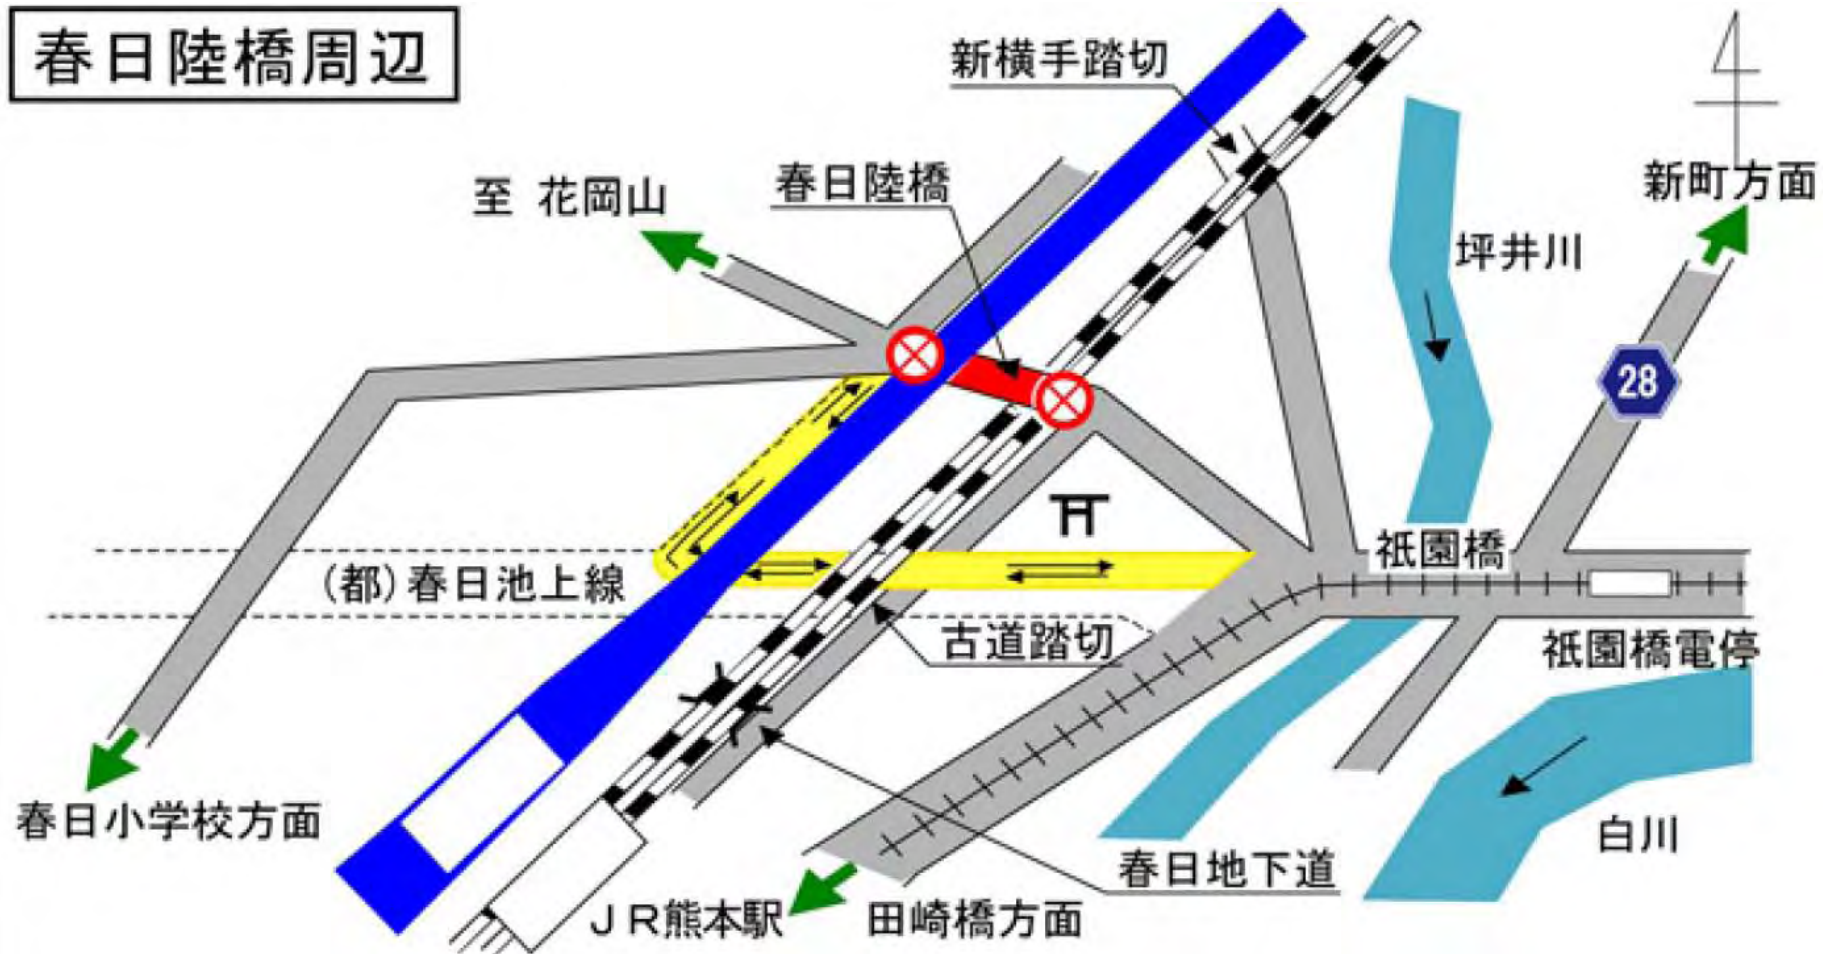 春日陸橋周辺
新横手踏切
至 花岡山
春日陸橋
新町方面
坪井川
28
祇園橋
(都)春日池上線
古道踏切
祇園橋電停
春日小学校方面
白川
春日地下道
JR熊本駅
田崎橋方面